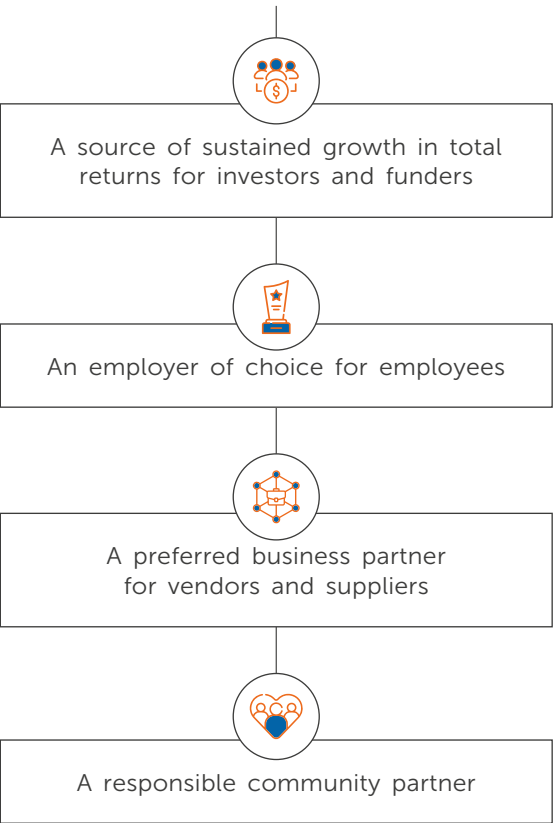 $
A source of sustained growth in total
returns for investors and funders
An employer of choice for employees
A preferred business partner
for vendors and suppliers
A responsible community partner